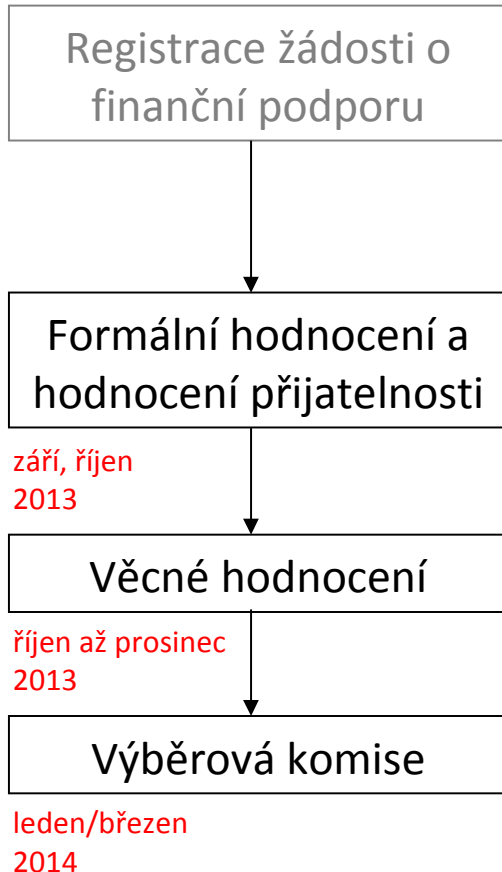 Registrace žádosti o
finanční podporu
Formální hodnocení a
hodnocení přijatelnosti
září, říjen
2013
Věcné hodnocení
říjen až prosinec
2013
Výběrová komise
leden/březen
2014